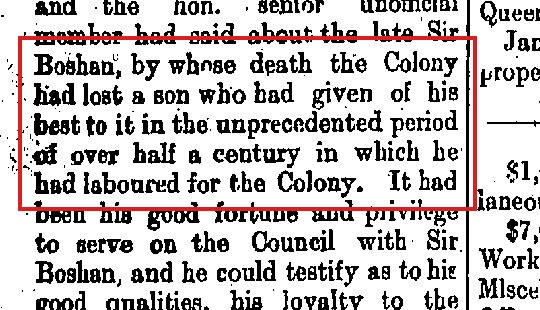 and the hon. senior unofficial
member had said about the late Sir
Boshan, by whose death the Colony
had lost a son who had given of his
best to it in the unprecedented period
of over half a century in which he
had laboured for the Colony. It had
been his good fortune and privilege
to serve on the Council with Sir
Boshan, and he could testify as to his
good qualities, his loyalty to the
Queen
Jan
prope
$1,
laneou
$7,
Work
Miscel